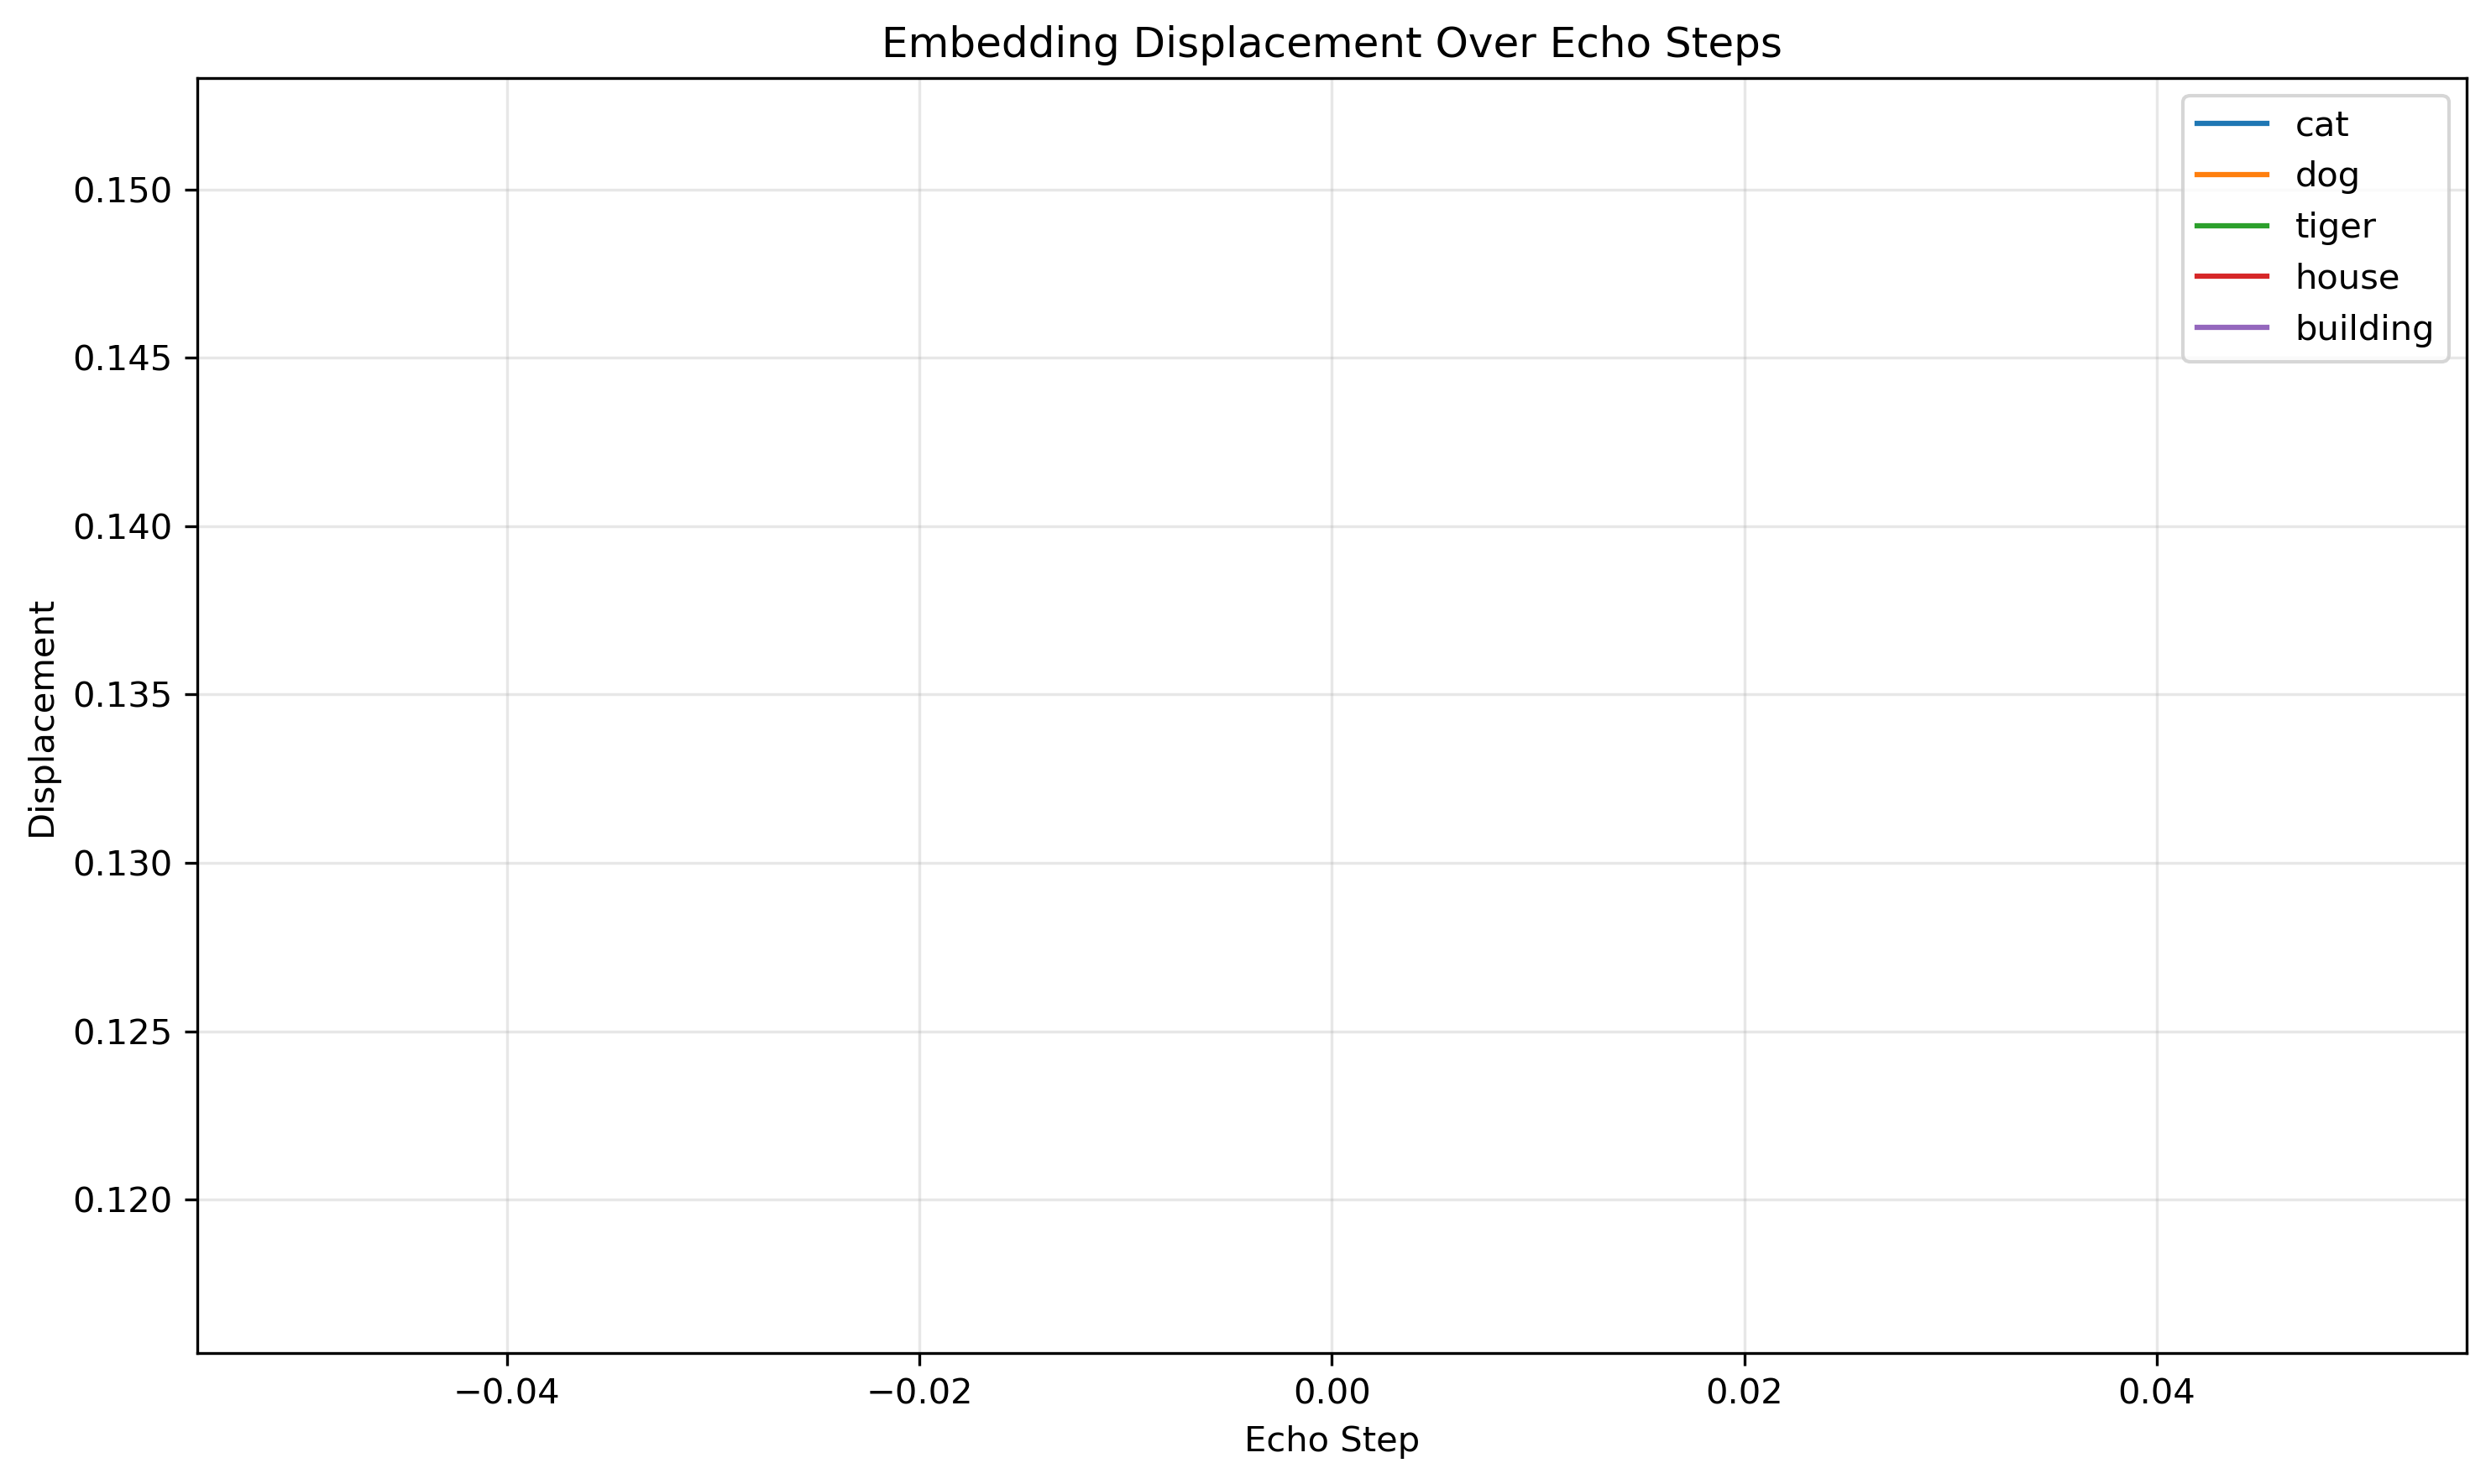 Embedding Displacement Over Echo Steps
cat
dog
tiger
house
building
Displacement
0.150
0.145
0.140
0.135
0.130
0.125
0.120
−0.04
−0.02
0.00
0.02
0.04
Echo Step